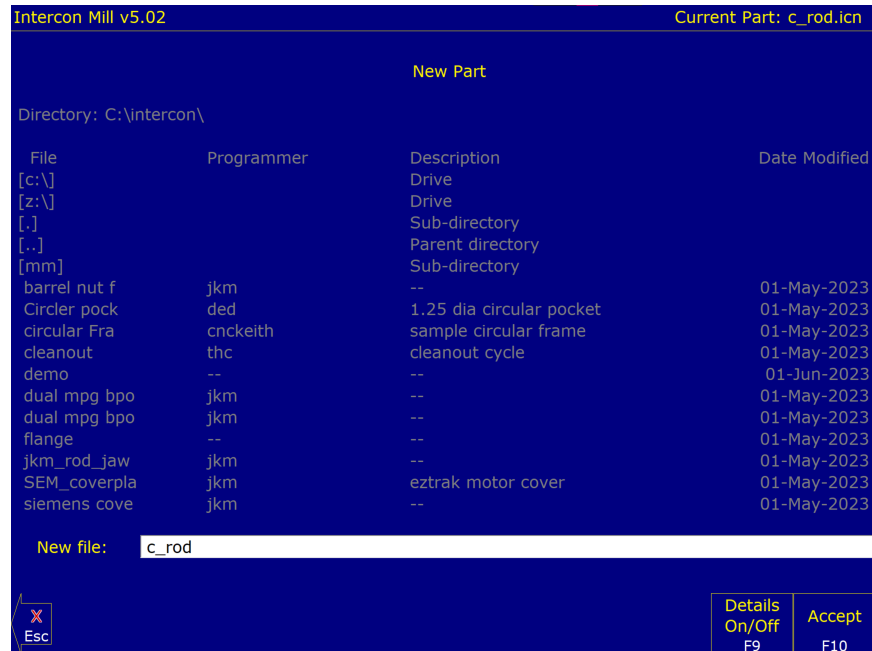 Intercon Mill v5.02 Current Part: c_rod.icn
New Part
Directory: C:\intercon\
File Programmer Description Date Modified
[c:\] Drive
[z:\] Drive
[.] Sub-directory
[..] Parent directory
[mm] Sub-directory
barrel nut f jkm -- 01-May-2023
Circler pock ded 1.25 dia circular pocket 01-May-2023
circular Fra cnckeith sample circular frame 01-May-2023
cleanout thc cleanout cycle 01-May-2023
demo -- -- 01-Jun-2023
dual mpg bpo jkm -- 01-May-2023
dual mpg bpo jkm -- 01-May-2023
flange -- -- 01-May-2023
jkm_rod_jaw jkm -- 01-May-2023
SEM_coverpla jkm eztrak motor cover 01-May-2023
siemens cove jkm -- 01-May-2023
New file: c_rod
X
Esc
Details
On/Off
F9
Accept
F10